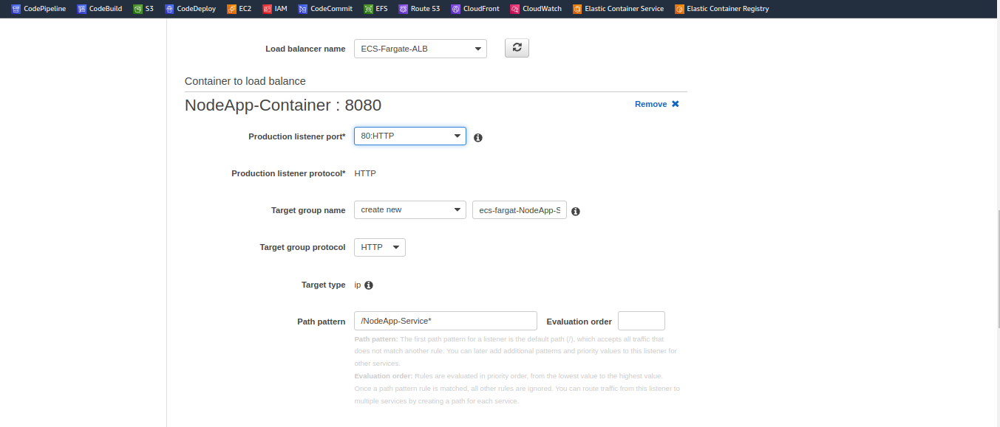 CodePipeline CodeBuild S3 CodeDeploy EC2 IAM CodeCommit EFS Route 53 CloudFront CloudWatch Elastic Container Service Elastic Container Registry
Load balancer name ECS-Fargate-ALB
Container to load balance
NodeApp-Container : 8080 Remove
Production listener port* 80:HTTP
Production listener protocol* HTTP
Target group name create new ecs-fargat-NodeApp-S
Target group protocol HTTP
Target type ip
Path pattern /NodeApp-Service* Evaluation order
Path pattern: The first path pattern for a listener is the default path (/), which accepts all traffic that
does not match another rule. You can later add additional patterns and priority values to this listener for
other services.
Evaluation order: Rules are evaluated in priority order, from the lowest value to the highest value.
Once a path pattern rule is matched, all other rules are ignored. You can route traffic from this listener to
multiple services by creating a path for each service.